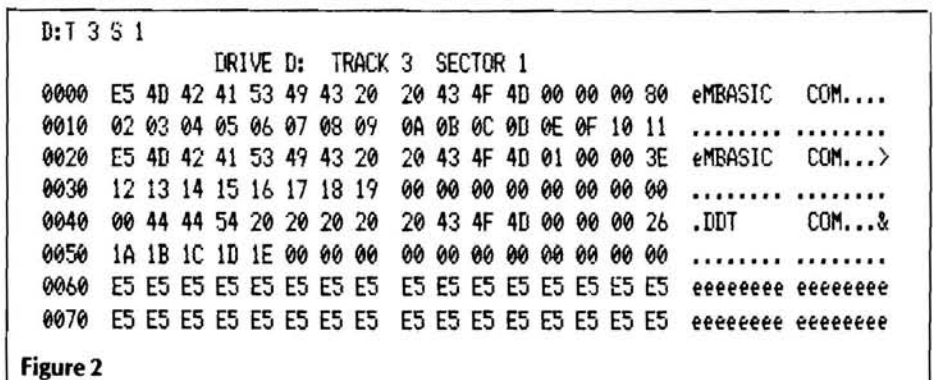 D:T 3 S 1
DRIVE D: TRACK 3 SECTOR 1
0000 E5 4D 42 41 53 49 43 20 20 43 4F 4D 00 00 00 80 eMBASIC COM....
0010 02 03 04 05 06 07 08 09 0A 0B 0C 0D 0E 0F 10 11 ........ ........
0020 E5 4D 42 41 53 49 43 20 20 43 4F 4D 01 00 00 3E eMBASIC COM...>
0030 12 13 14 15 16 17 18 19 00 00 00 00 00 00 00 00 ........ ........
0040 00 44 44 54 20 20 20 20 20 43 4F 4D 00 00 00 26 .DDT COM...&
0050 1A 1B 1C 1D 1E 00 00 00 00 00 00 00 00 00 00 00 ........ ........
0060 E5 E5 E5 E5 E5 E5 E5 E5 E5 E5 E5 E5 E5 E5 E5 E5 eeeeeeee eeeeeeee
0070 E5 E5 E5 E5 E5 E5 E5 E5 E5 E5 E5 E5 E5 E5 E5 E5 eeeeeeee eeeeeeee
Figure 2